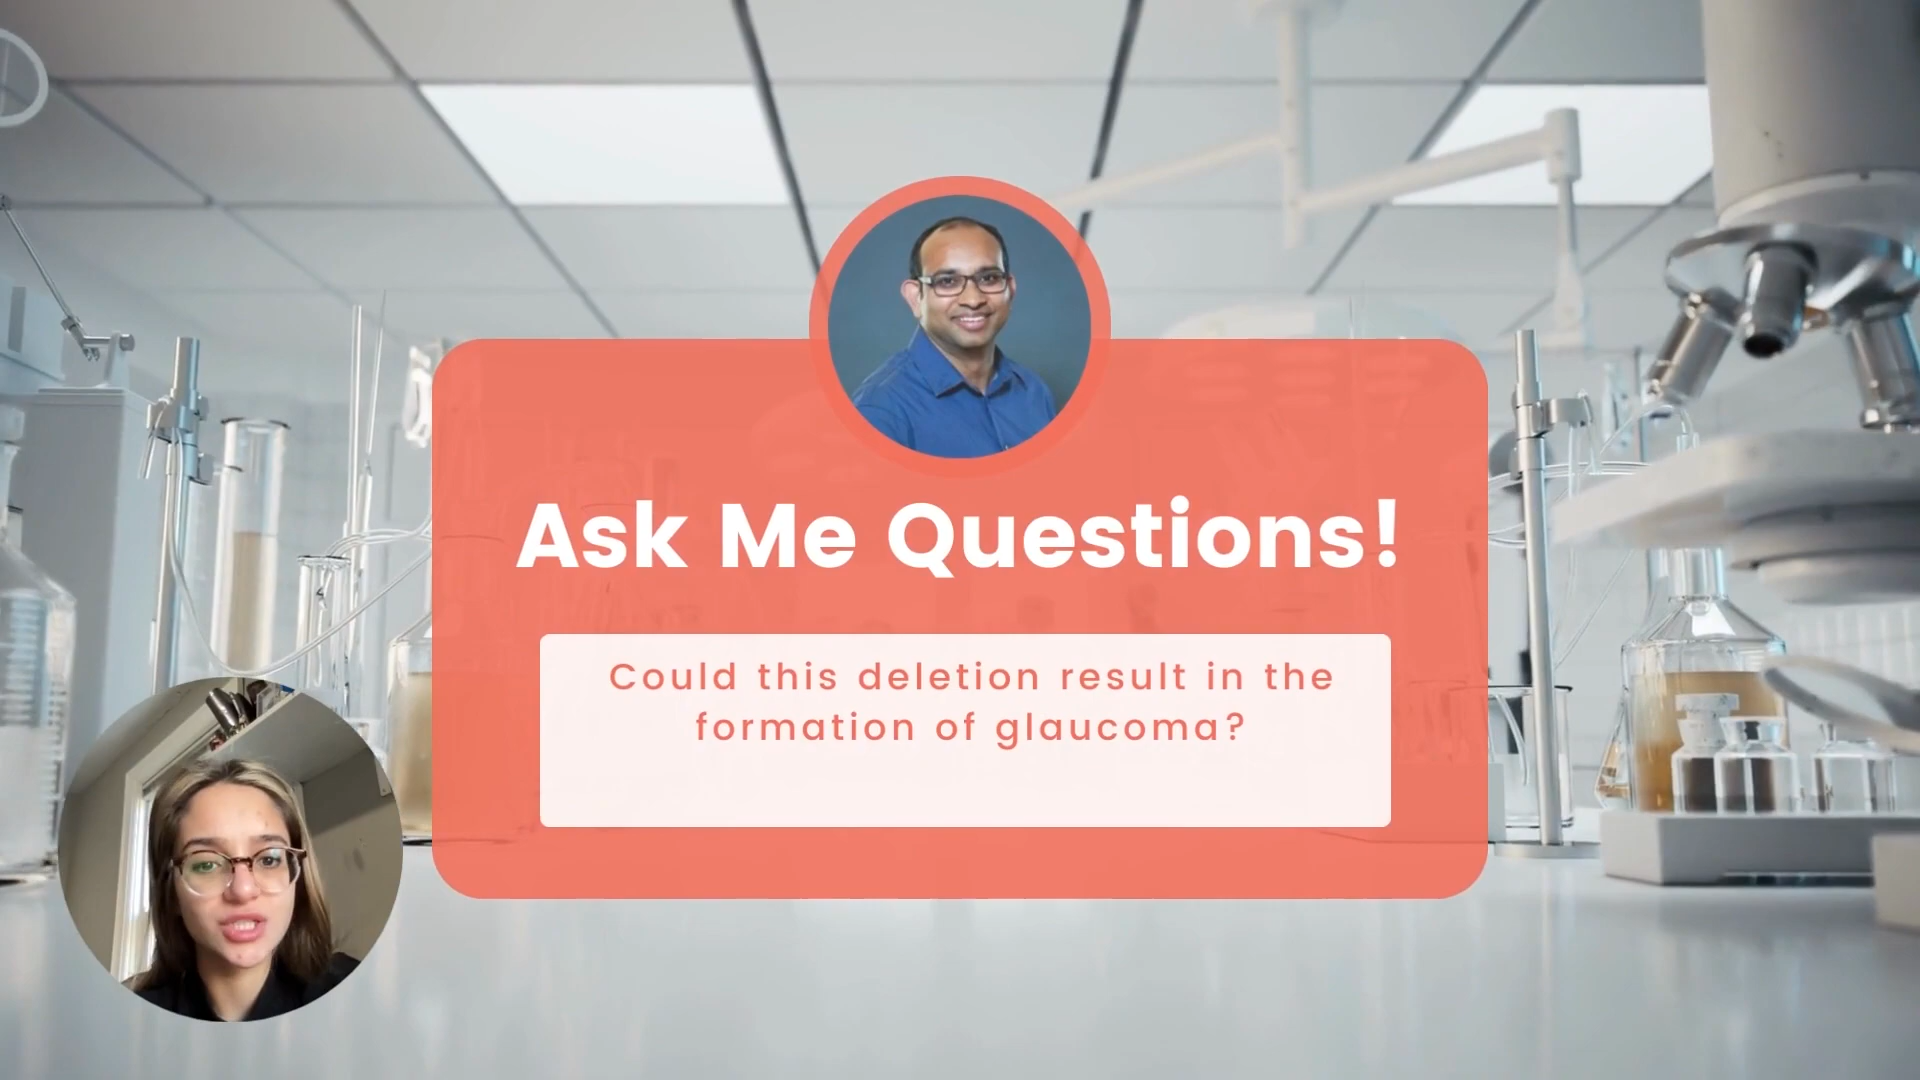 Ask Me Questions!
Could this deletion result in the
formation of glaucoma?